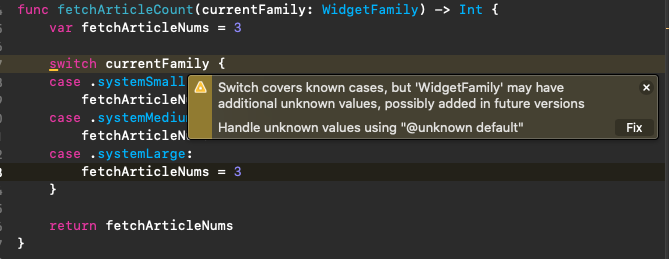 func fetchArticleCount(currentFamily: WidgetFamily) -> Int {
var fetchArticleNums = 3
switch currentFamily {
case .systemSmall
Switch covers known cases, but 'WidgetFamily' may have
fetchArticleN
additional unknown values, possibly added in future versions
case .systemMedium
Handle unknown values using "@unknown default"
Fix
fetchArticleN
case .systemLarge:
fetchArticleNums = 3
}
return fetchArticleNums
}